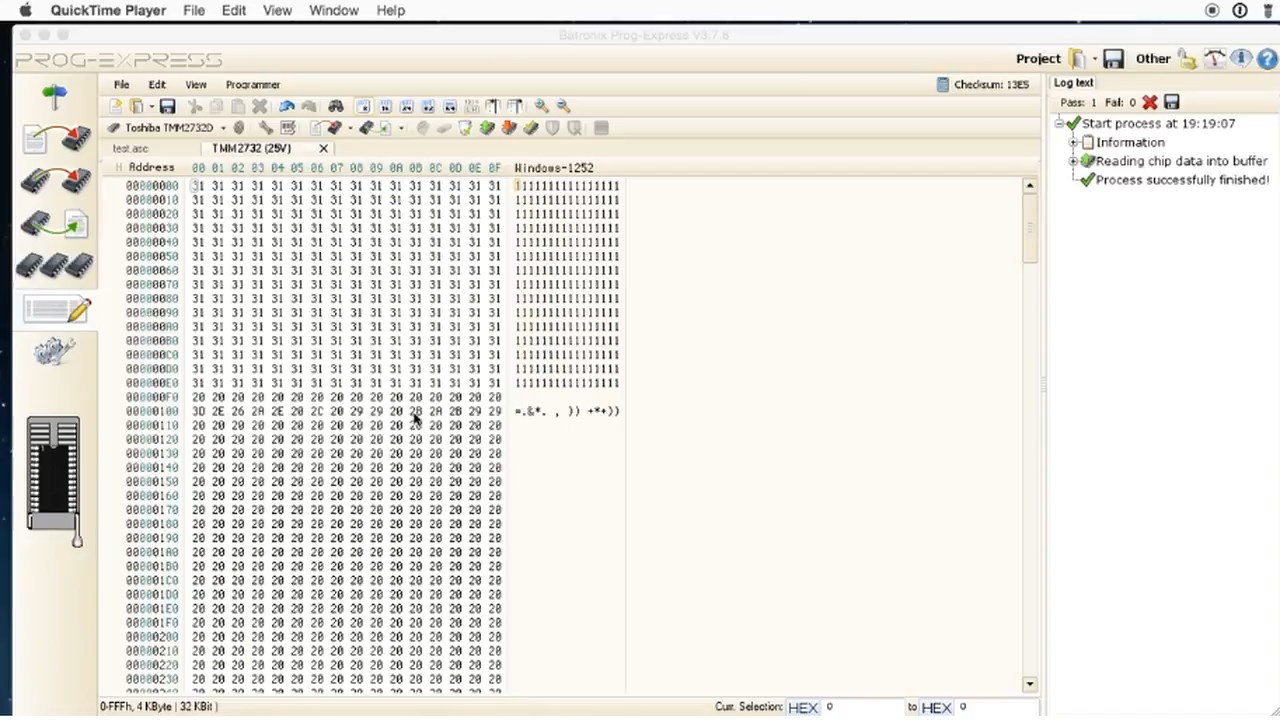 QuickTime Player File Edit View Window Help
Batronix Prog-Express V3.7.6
PROG-EXPRESS
Project Other
File Edit View Programmer
Checksum: 13E5
Toshiba TMM2732D
test.asc TMM2732 (25V)
H Address 00 01 02 03 04 05 06 07 08 09 0A 0B 0C 0D 0E 0F Windows-1252
00000000 31 31 31 31 31 31 31 31 31 31 31 31 31 31 31 31 1111111111111111
00000010 31 31 31 31 31 31 31 31 31 31 31 31 31 31 31 31 1111111111111111
00000020 31 31 31 31 31 31 31 31 31 31 31 31 31 31 31 31 1111111111111111
00000030 31 31 31 31 31 31 31 31 31 31 31 31 31 31 31 31 1111111111111111
00000040 31 31 31 31 31 31 31 31 31 31 31 31 31 31 31 31 1111111111111111
00000050 31 31 31 31 31 31 31 31 31 31 31 31 31 31 31 31 1111111111111111
00000060 31 31 31 31 31 31 31 31 31 31 31 31 31 31 31 31 1111111111111111
00000070 31 31 31 31 31 31 31 31 31 31 31 31 31 31 31 31 1111111111111111
00000080 31 31 31 31 31 31 31 31 31 31 31 31 31 31 31 31 1111111111111111
00000090 31 31 31 31 31 31 31 31 31 31 31 31 31 31 31 31 1111111111111111
000000A0 31 31 31 31 31 31 31 31 31 31 31 31 31 31 31 31 1111111111111111
000000B0 31 31 31 31 31 31 31 31 31 31 31 31 31 31 31 31 1111111111111111
000000C0 31 31 31 31 31 31 31 31 31 31 31 31 31 31 31 31 1111111111111111
000000D0 31 31 31 31 31 31 31 31 31 31 31 31 31 31 31 31 1111111111111111
000000E0 31 31 31 31 31 31 31 31 31 31 31 31 31 31 31 31 1111111111111111
000000F0 20 20 20 20 20 20 20 20 20 20 20 20 20 20 20 20
00000100 3D 2E 26 2A 2E 20 2C 20 29 29 20 2B 2A 2B 29 29 =.&*. , )) +*+))
00000110 20 20 20 20 20 20 20 20 20 20 20 20 20 20 20 20
00000120 20 20 20 20 20 20 20 20 20 20 20 20 20 20 20 20
00000130 20 20 20 20 20 20 20 20 20 20 20 20 20 20 20 20
00000140 20 20 20 20 20 20 20 20 20 20 20 20 20 20 20 20
00000150 20 20 20 20 20 20 20 20 20 20 20 20 20 20 20 20
00000160 20 20 20 20 20 20 20 20 20 20 20 20 20 20 20 20
00000170 20 20 20 20 20 20 20 20 20 20 20 20 20 20 20 20
00000180 20 20 20 20 20 20 20 20 20 20 20 20 20 20 20 20
00000190 20 20 20 20 20 20 20 20 20 20 20 20 20 20 20 20
000001A0 20 20 20 20 20 20 20 20 20 20 20 20 20 20 20 20
000001B0 20 20 20 20 20 20 20 20 20 20 20 20 20 20 20 20
000001C0 20 20 20 20 20 20 20 20 20 20 20 20 20 20 20 20
000001D0 20 20 20 20 20 20 20 20 20 20 20 20 20 20 20 20
000001E0 20 20 20 20 20 20 20 20 20 20 20 20 20 20 20 20
000001F0 20 20 20 20 20 20 20 20 20 20 20 20 20 20 20 20
00000200 20 20 20 20 20 20 20 20 20 20 20 20 20 20 20 20
00000210 20 20 20 20 20 20 20 20 20 20 20 20 20 20 20 20
00000220 20 20 20 20 20 20 20 20 20 20 20 20 20 20 20 20
00000230 20 20 20 20 20 20 20 20 20 20 20 20 20 20 20 20
0-FFFh, 4 KByte | 32 KBit | Curr. Selection: HEX 0 to HEX 0
Log text
Pass: 1 Fail: 0
Start process at 19:19:07
Information
Reading chip data into buffer
Process successfully finished!